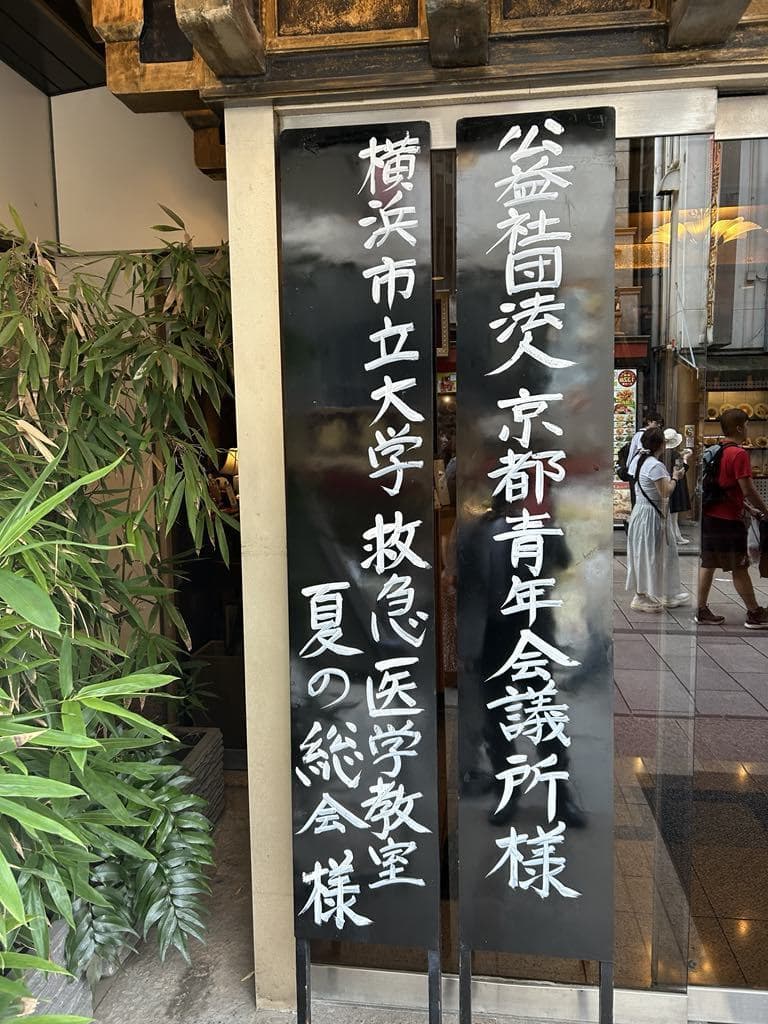 公益社団法人 京都青年会議所様
横浜市立大学 救急医学教室
夏の総会様